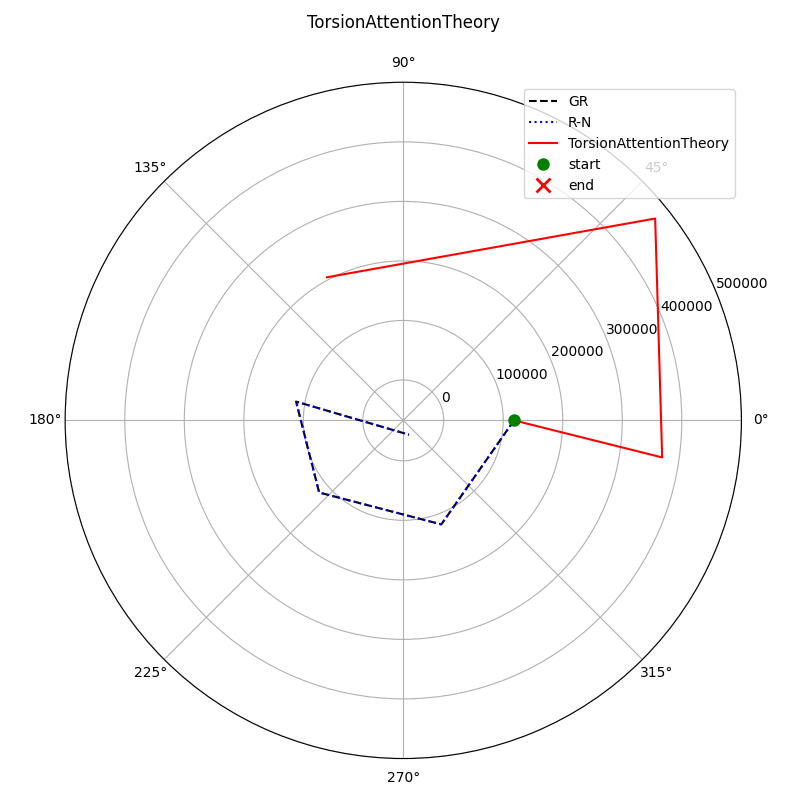 TorsionAttentionTheory
90°
GR
R-N
TorsionAttentionTheory
start
end
45°
135°
500000
400000
300000
200000
100000
0
180°
0°
225°
315°
270°